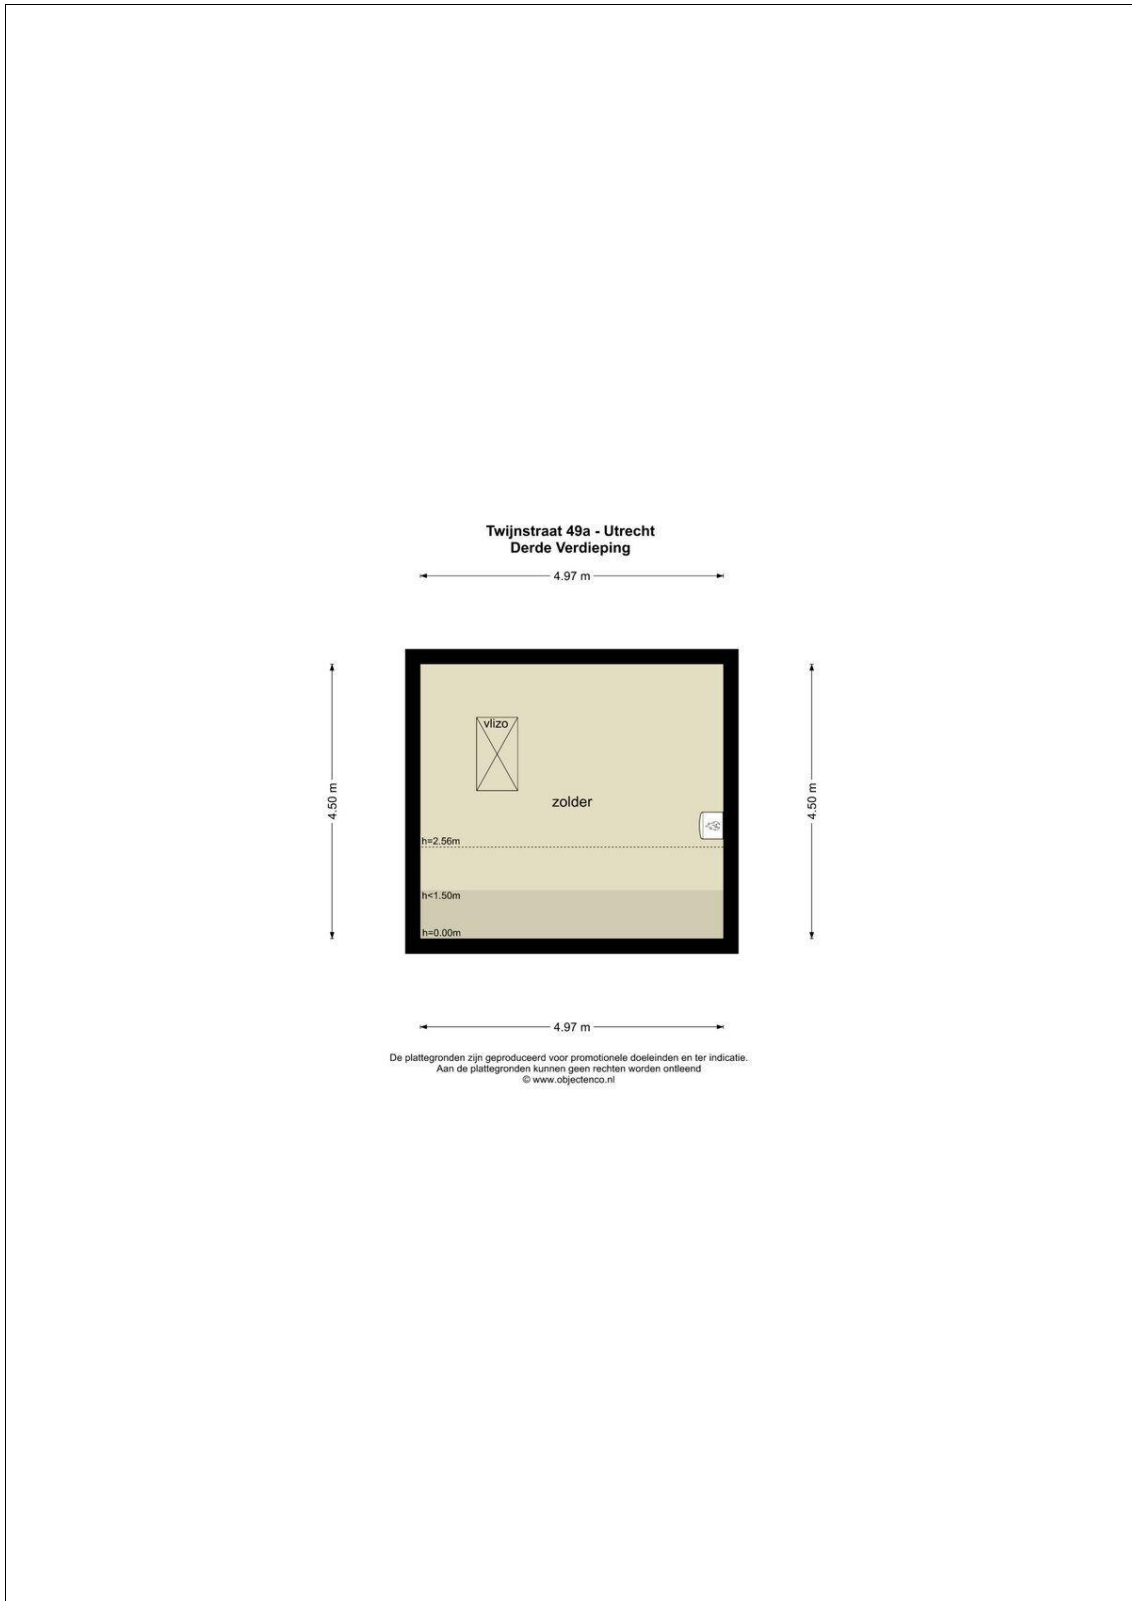 Twijnstraat 49a - Utrecht
Derde Verdieping
4.97 m
vlizo
4.50 m
4.50 m
zolder
h=2.56m
h<1.50m
h=0.00m
4.97 m
De plattegronden zijn geproduceerd voor promotionele doeleinden en ter indicatie.
Aan de plattegronden kunnen geen rechten worden ontleend
© www.objectenco.nl